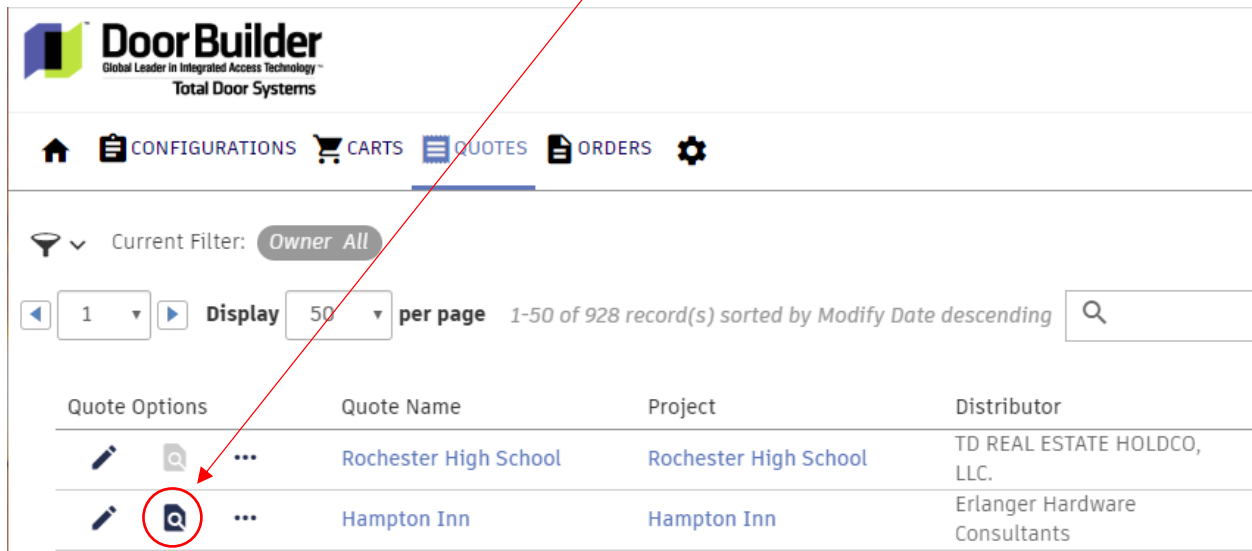 Door Builder
Global Leader in Integrated Access Technology™
Total Door Systems
CONFIGURATIONS CARTS QUOTES ORDERS
Current Filter: Owner All
1 Display 50 per page 1-50 of 928 record(s) sorted by Modify Date descending
Quote Options Quote Name Project Distributor
Rochester High School Rochester High School TD REAL ESTATE HOLDCO,
LLC.
Hampton Inn Hampton Inn Erlanger Hardware
Consultants